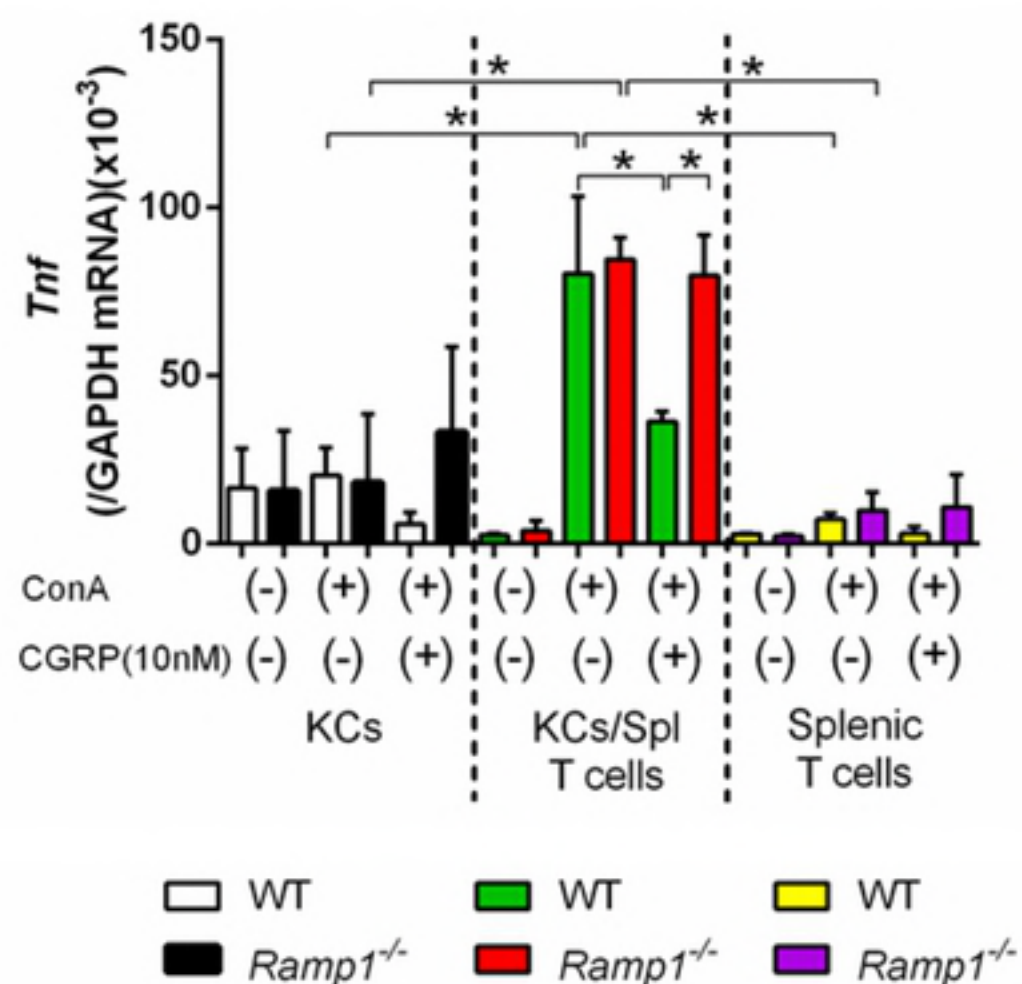 Tnf
(/GAPDH mRNA)(x10⁻³)
150
100
50
0
* *
* *
* *
ConA (-) (+) (+) (-) (+) (+) (-) (+) (+)
CGRP(10nM) (-) (-) (+) (-) (-) (+) (-) (-) (+)
KCs KCs/Spl Splenic
T cells T cells
WT WT WT
Ramp1⁻/⁻ Ramp1⁻/⁻ Ramp1⁻/⁻